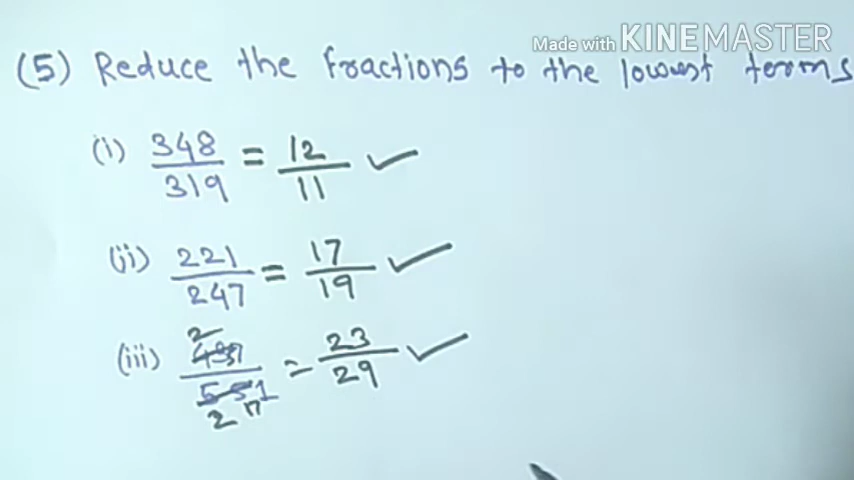 Made with KINEMASTER
(5) Reduce the fractions to the lowest terms
(i) 348/319 = 12/11 ✓
(ii) 221/247 = 17/19 ✓
(iii) 437/551 = 23/29 ✓